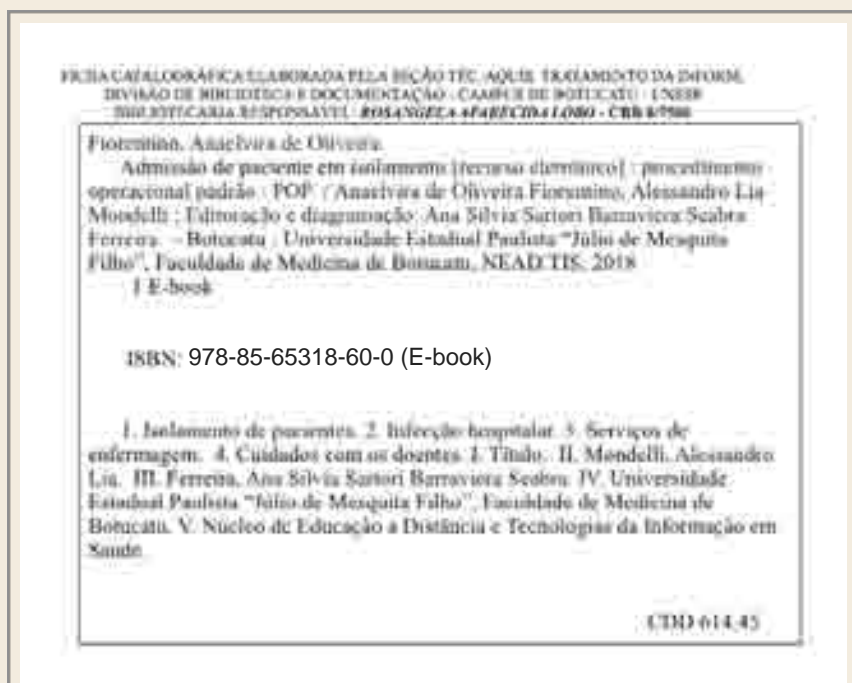 FICHA CATALOGRÁFICA ELABORADA PELA SEÇÃO TÉC. AQUIS. TRATAMENTO DA INFORM.
DIVISÃO DE BIBLIOTECA E DOCUMENTAÇÃO - CAMPUS DE BOTUCATU - UNESP
BIBLIOTECÁRIA RESPONSÁVEL: ROSANGELA APARECIDA LOBO - CRB 8/7500
Fiorentino, Anaelvira de Oliveira.
Admissão de paciente em isolamento [recurso eletrônico] : procedimento
operacional padrão : POP / Anaelvira de Oliveira Fiorentino, Alessandro Lia
Mondelli ; Editoração e diagramação: Ana Silvia Sartori Barraviera Seabra
Ferreira. - Botucatu : Universidade Estadual Paulista “Júlio de Mesquita
Filho”, Faculdade de Medicina de Botucatu, NEAD.TIS, 2018
1 E-book
ISBN: 978-85-65318-60-0 (E-book)
1. Isolamento de pacientes. 2. Infecção hospitalar. 3. Serviços de
enfermagem. 4. Cuidados com os doentes. I. Título. II. Mondelli, Alessandro
Lia. III. Ferreira, Ana Silvia Sartori Barraviera Seabra. IV. Universidade
Estadual Paulista “Júlio de Mesquita Filho”. Faculdade de Medicina de
Botucatu. V. Núcleo de Educação a Distância e Tecnologias da Informação em
Saúde.
CDD 614.45